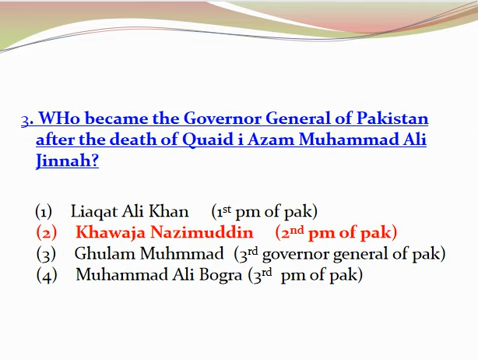 3. WHo became the Governor General of Pakistan
after the death of Quaid i Azam Muhammad Ali
Jinnah?
(1) Liaqat Ali Khan (1st pm of pak)
(2) Khawaja Nazimuddin (2nd pm of pak)
(3) Ghulam Muhmmad (3rd governor general of pak)
(4) Muhammad Ali Bogra (3rd pm of pak)